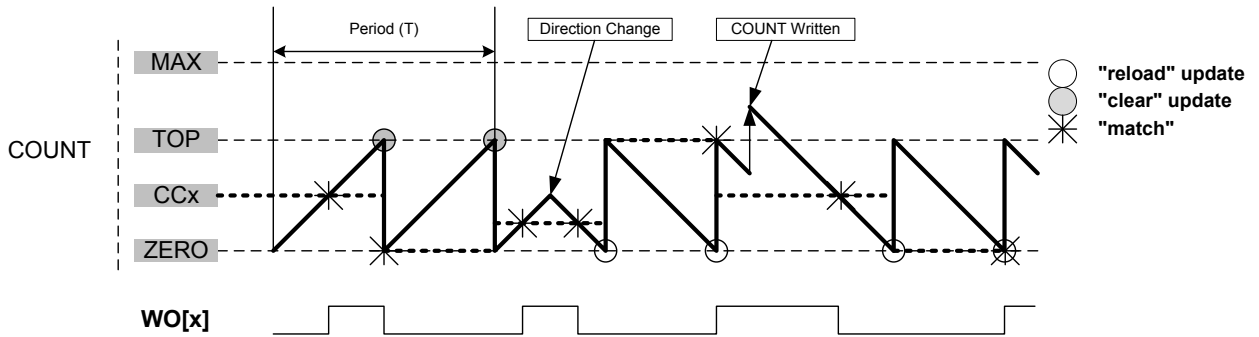 Period (T)
Direction Change
COUNT Written
MAX
"reload" update
"clear" update
TOP
"match"
COUNT
CCx
ZERO
WO[x]